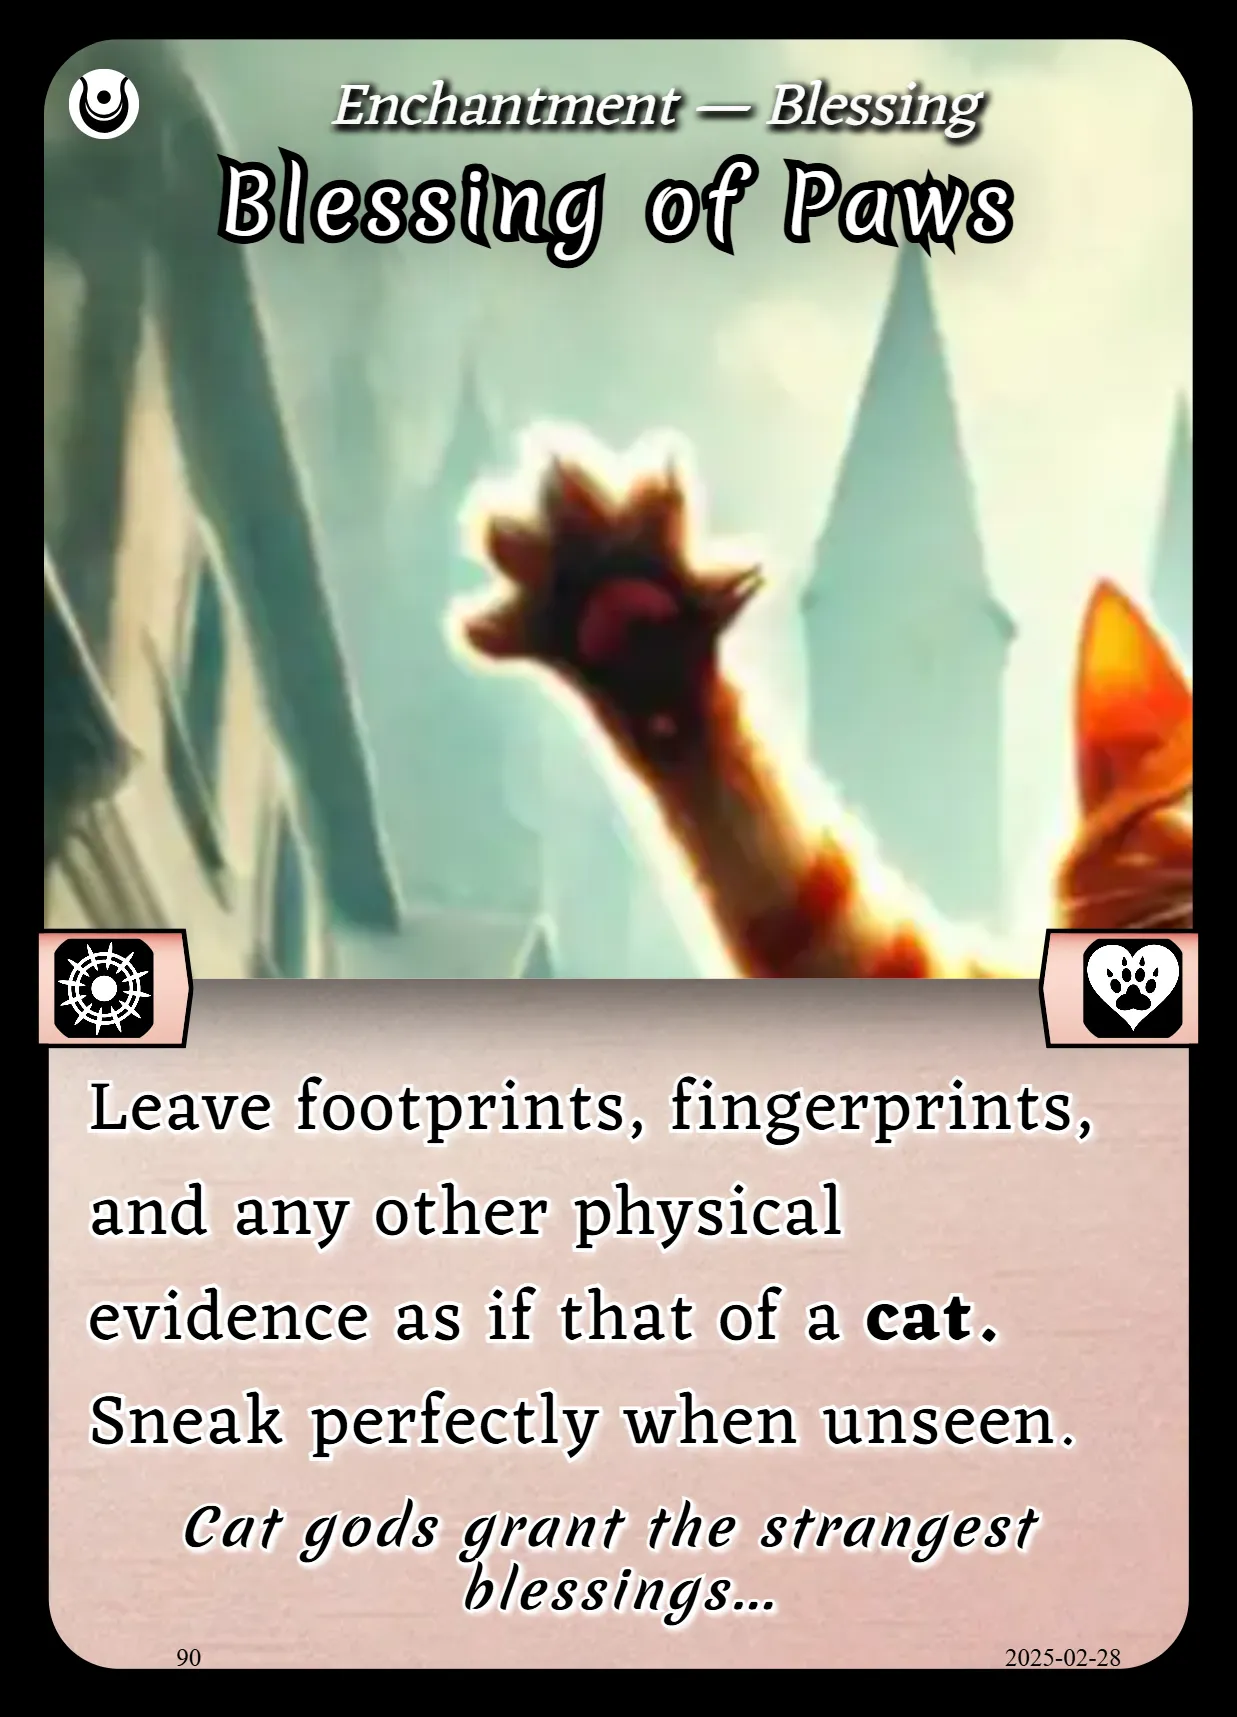 Enchantment — Blessing
Blessing of Paws
Leave footprints, fingerprints,
and any other physical
evidence as if that of a cat.
Sneak perfectly when unseen.
Cat gods grant the strangest
blessings...
90
2025-02-28